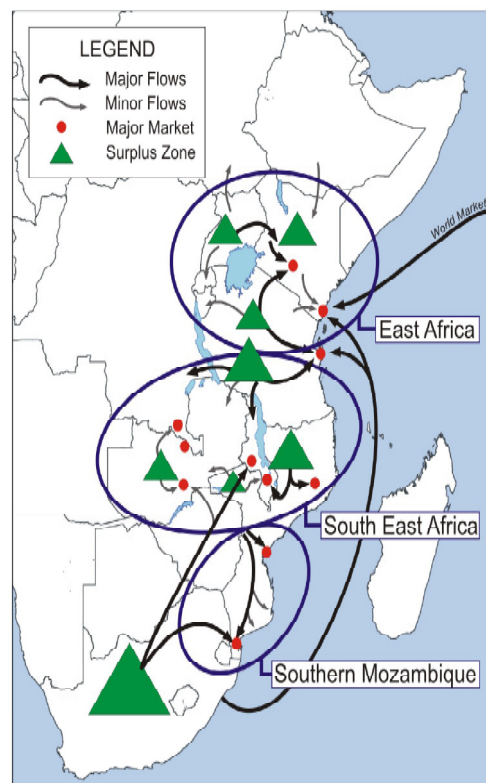 LEGEND
Major Flows
Minor Flows
Major Market
Surplus Zone
World Market
East Africa
South East Africa
Southern Mozambique